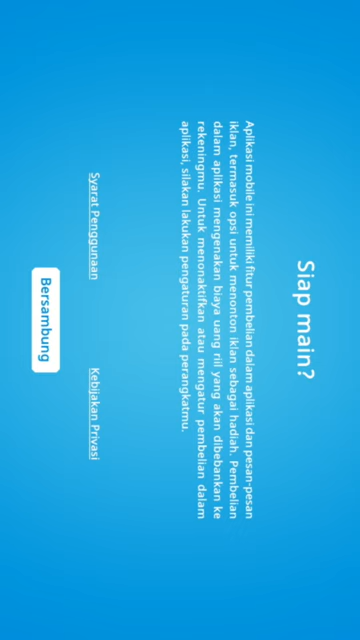 Siap main?
Aplikasi mobile ini memiliki fitur pembelian dalam aplikasi dan pesan-pesan
iklan, termasuk opsi untuk menonton iklan sebagai hadiah. Pembelian
dalam aplikasi mengenakan biaya uang riil yang akan dibebankan ke
rekeningmu. Untuk menonaktifkan atau mengatur pembelian dalam
aplikasi, silakan lakukan pengaturan pada perangkatmu.
Syarat Penggunaan Kebijakan Privasi
Bersambung